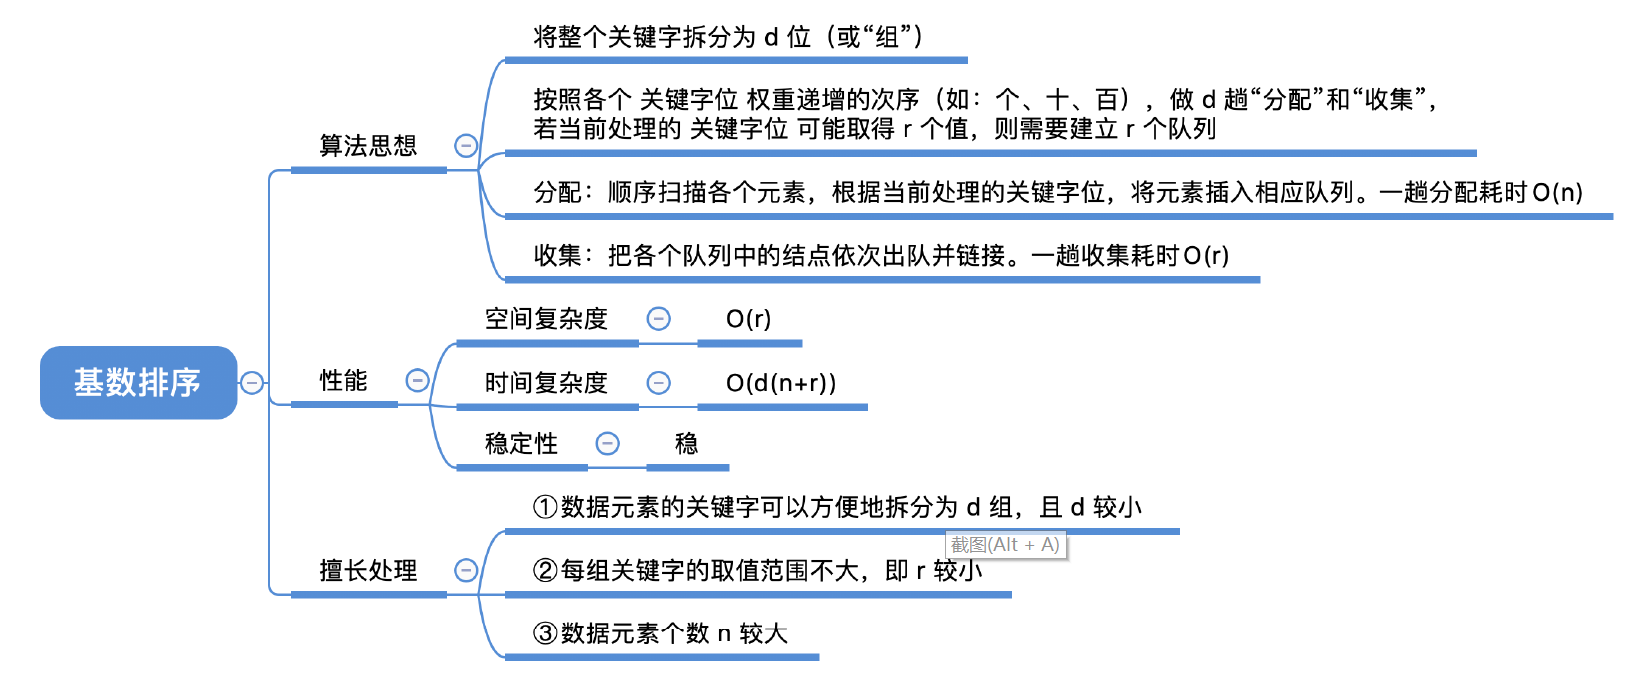 将整个关键字拆分为 d 位（或“组”）
按照各个 关键字位 权重递增的次序（如：个、十、百），做 d 趟“分配”和“收集”，
若当前处理的 关键字位 可能取得 r 个值，则需要建立 r 个队列
算法思想
分配：顺序扫描各个元素，根据当前处理的关键字位，将元素插入相应队列。一趟分配耗时O(n)
收集：把各个队列中的结点依次出队并链接。一趟收集耗时O(r)
基数排序
性能
空间复杂度
O(r)
时间复杂度
O(d(n+r))
稳定性
稳
擅长处理
①数据元素的关键字可以方便地拆分为 d 组，且 d 较小
截图(Alt + A)
②每组关键字的取值范围不大，即 r 较小
③数据元素个数 n 较大